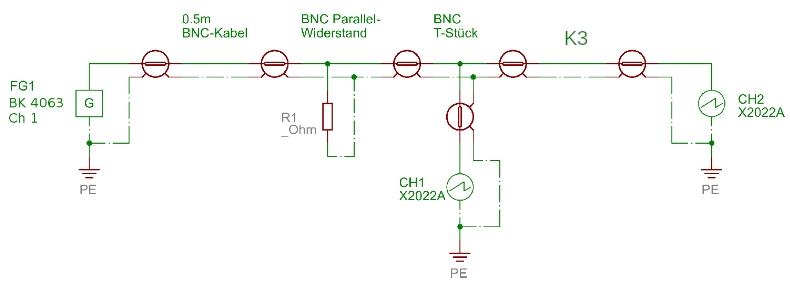 0.5m
BNC-Kabel
BNC Parallel-
Widerstand
BNC
T-Stück
K3
FG1
BK 4063
Ch 1
G
R1
_Ohm
CH2
X2022A
CH1
X2022A
PE
PE
PE